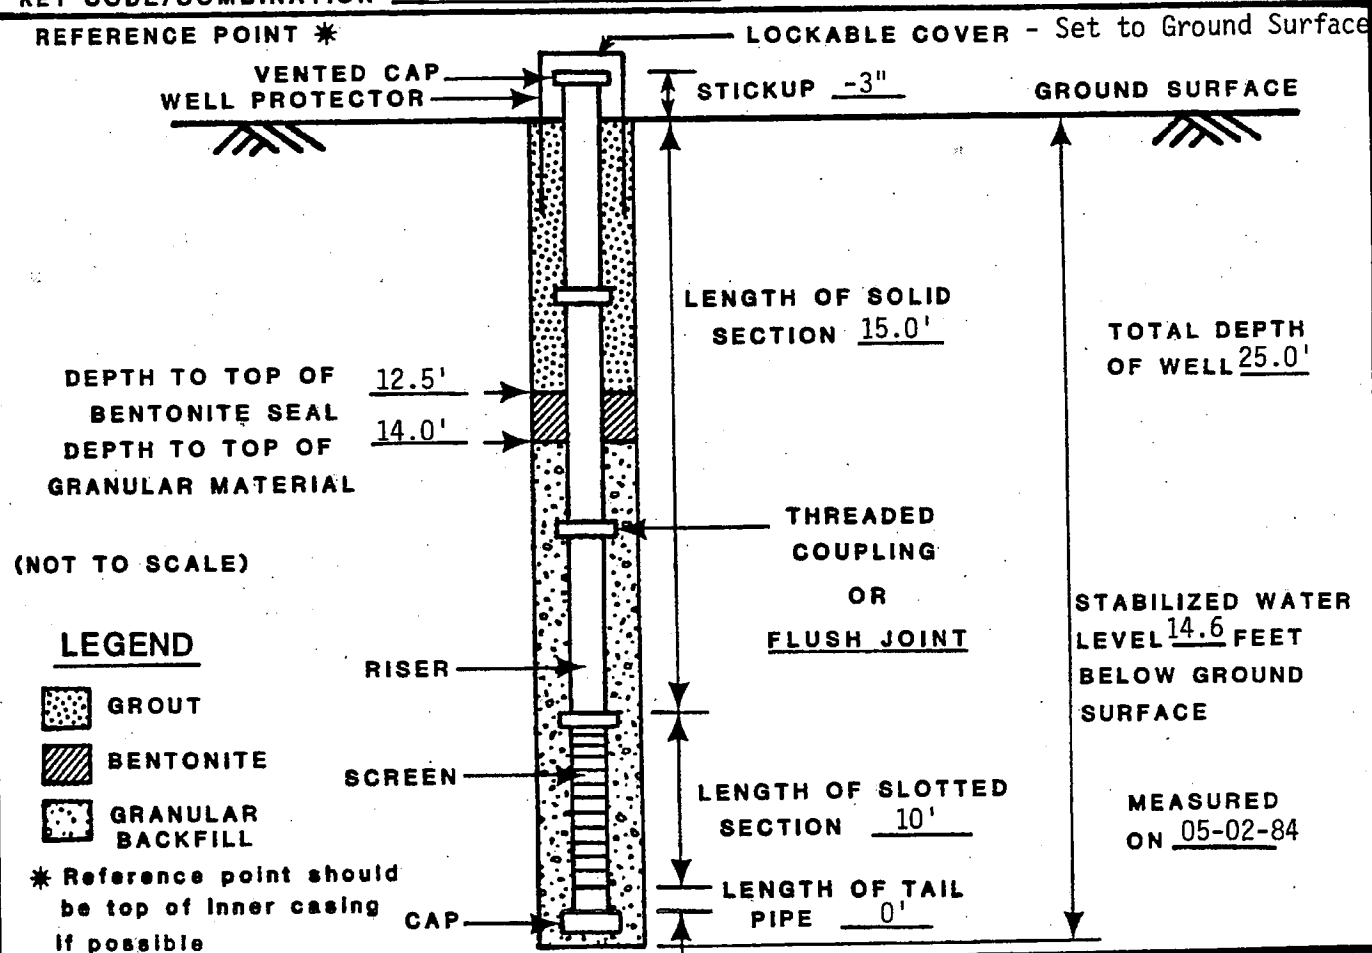 KEY CODE/COMBINATION
REFERENCE POINT *
LOCKABLE COVER - Set to Ground Surface
VENTED CAP
WELL PROTECTOR
STICKUP -3"
GROUND SURFACE
LENGTH OF SOLID
SECTION 15.0'
TOTAL DEPTH
OF WELL 25.0'
DEPTH TO TOP OF 12.5'
BENTONITE SEAL
DEPTH TO TOP OF 14.0'
GRANULAR MATERIAL
THREADED
COUPLING
OR
FLUSH JOINT
(NOT TO SCALE)
STABILIZED WATER
LEVEL 14.6 FEET
BELOW GROUND
SURFACE
LEGEND
GROUT
BENTONITE
GRANULAR
BACKFILL
RISER
SCREEN
LENGTH OF SLOTTED
SECTION 10'
MEASURED
ON 05-02-84
* Reference point should
be top of inner casing
if possible
CAP
LENGTH OF TAIL
PIPE 0'